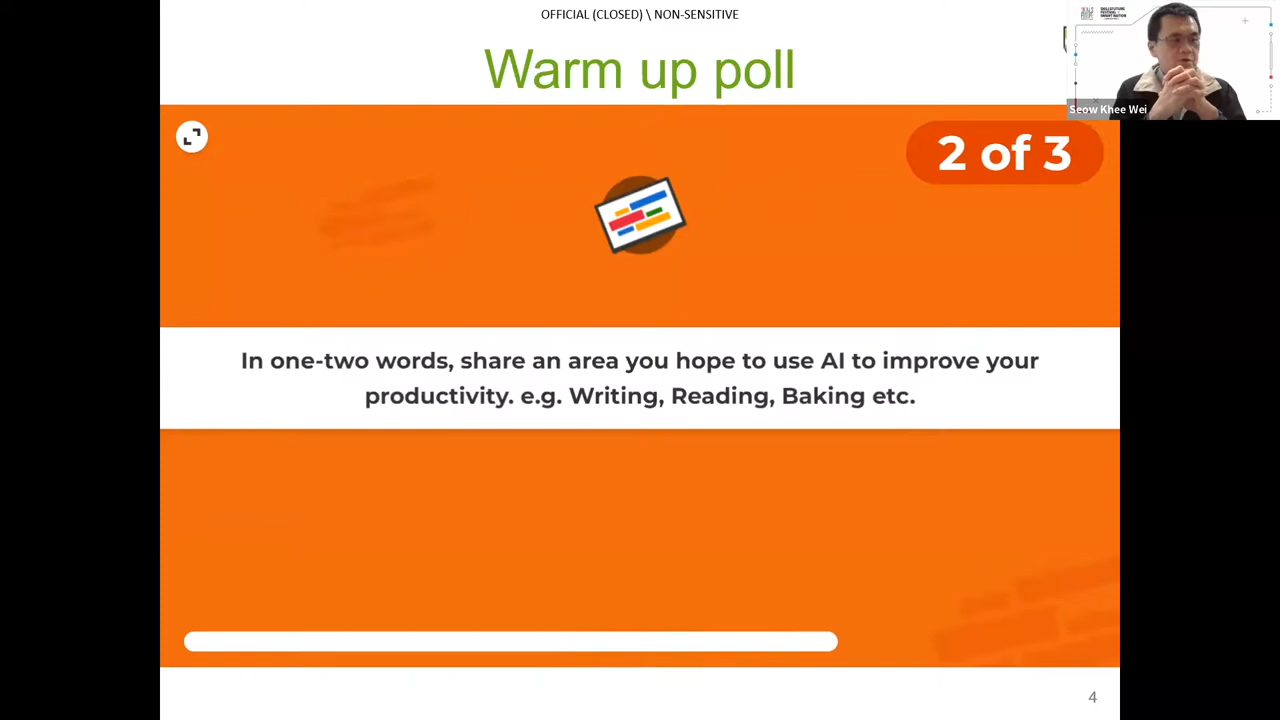 OFFICIAL (CLOSED) \ NON-SENSITIVE
Warm up poll
Seow Khee Wei
2 of 3
In one-two words, share an area you hope to use AI to improve your
productivity. e.g. Writing, Reading, Baking etc.
4